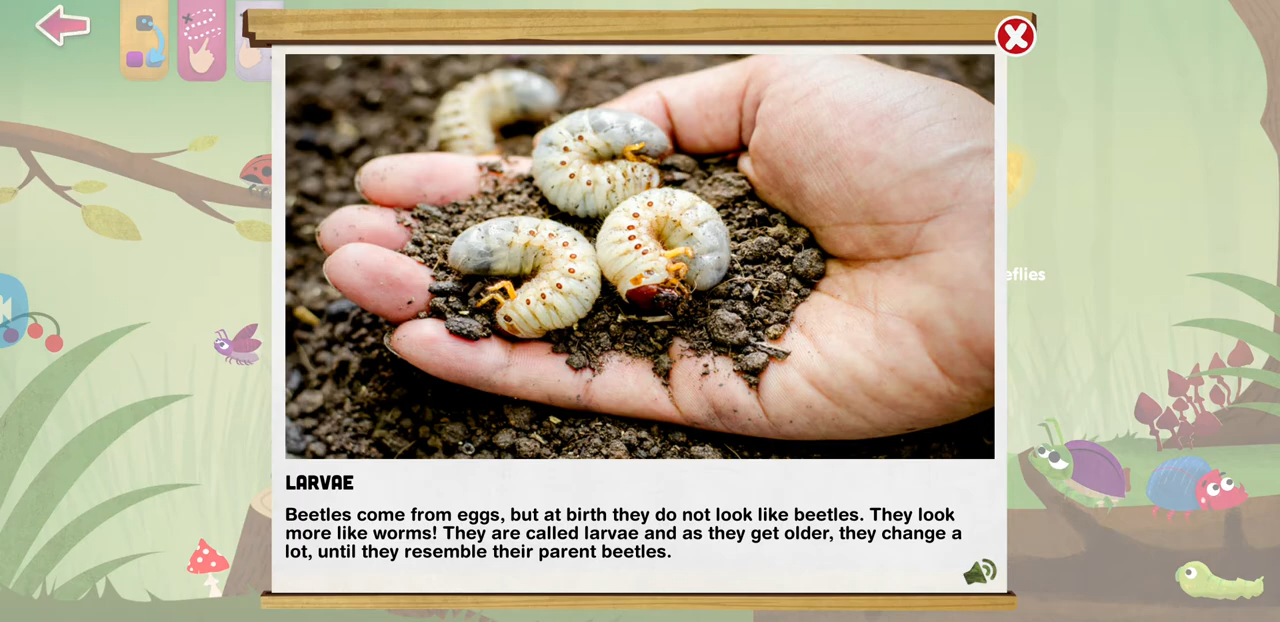 LARVAE
Beetles come from eggs, but at birth they do not look like beetles. They look
more like worms! They are called larvae and as they get older, they change a
lot, until they resemble their parent beetles.
eflies